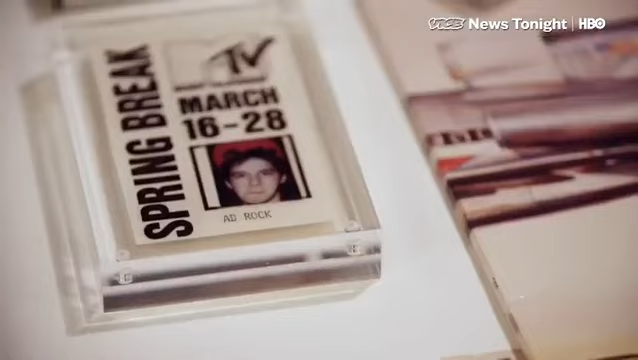 VICE News Tonight | HBO
SPRING BREAK
MTV
MARCH
16-28
AD ROCK